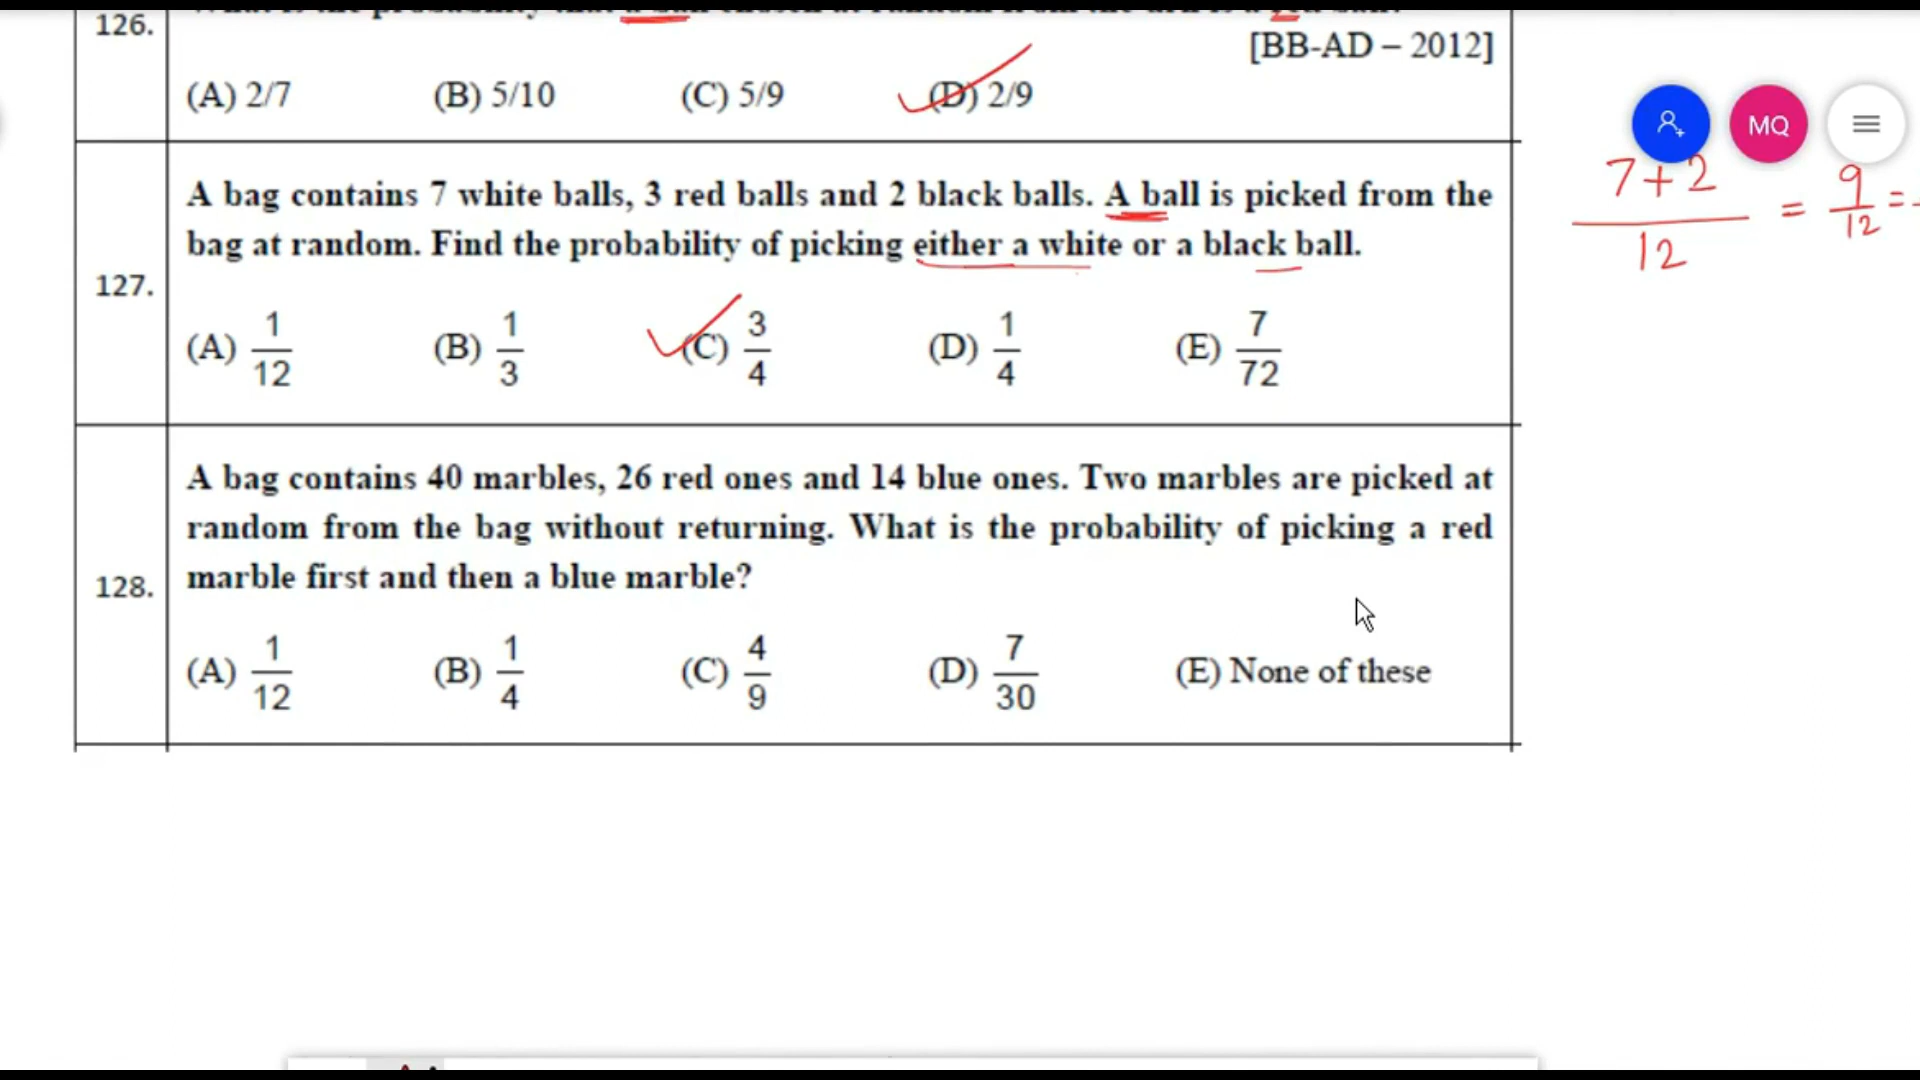 126.
[BB-AD – 2012]
(A) 2/7 (B) 5/10 (C) 5/9 (D) 2/9
MQ
7+2/12 = 9/12 =
127.
A bag contains 7 white balls, 3 red balls and 2 black balls. A ball is picked from the
bag at random. Find the probability of picking either a white or a black ball.
(A) 1/12 (B) 1/3 (C) 3/4 (D) 1/4 (E) 7/72
128.
A bag contains 40 marbles, 26 red ones and 14 blue ones. Two marbles are picked at
random from the bag without returning. What is the probability of picking a red
marble first and then a blue marble?
(A) 1/12 (B) 1/4 (C) 4/9 (D) 7/30 (E) None of these